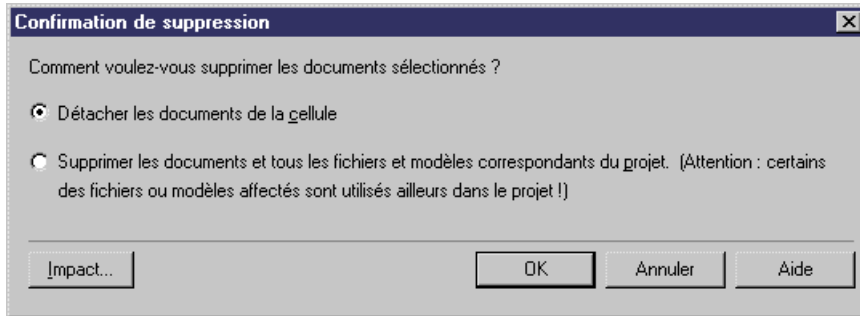 Confirmation de suppression
Comment voulez-vous supprimer les documents sélectionnés ?
Détacher les documents de la cellule
Supprimer les documents et tous les fichiers et modèles correspondants du projet. (Attention : certains
des fichiers ou modèles affectés sont utilisés ailleurs dans le projet !)
Impact... OK Annuler Aide